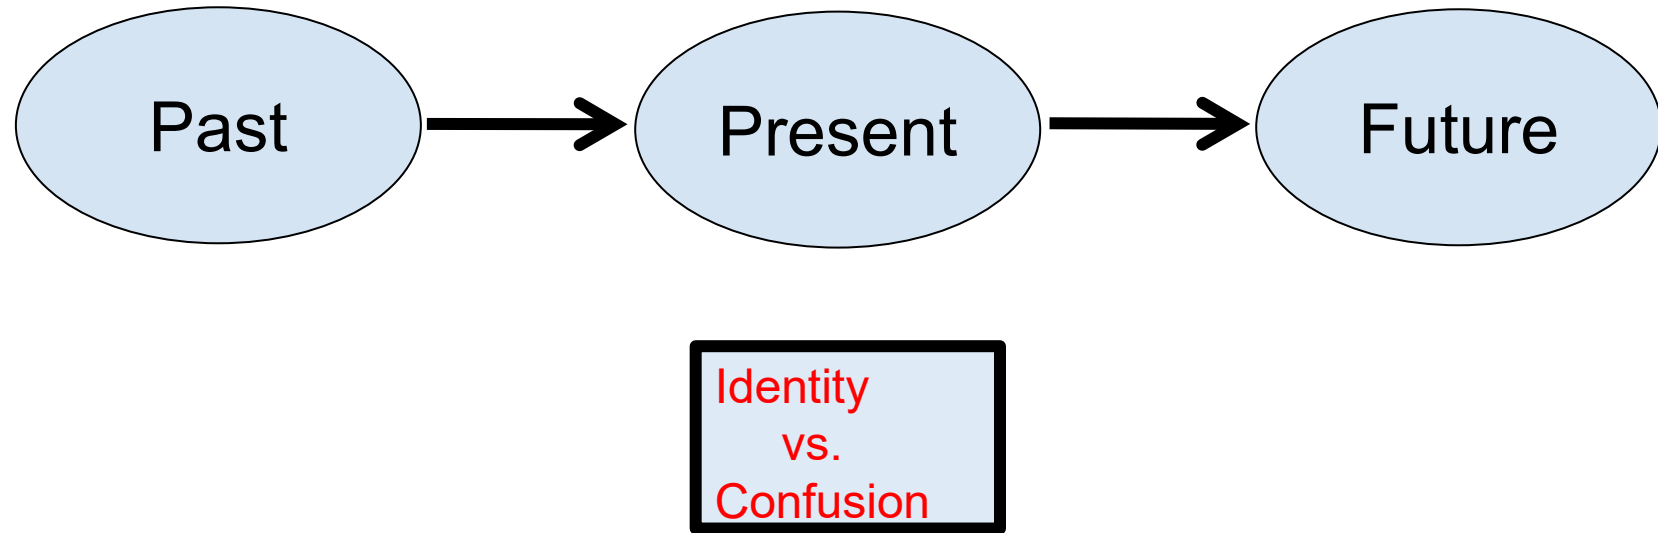 Past
Present
Future
Identity
vs.
Confusion